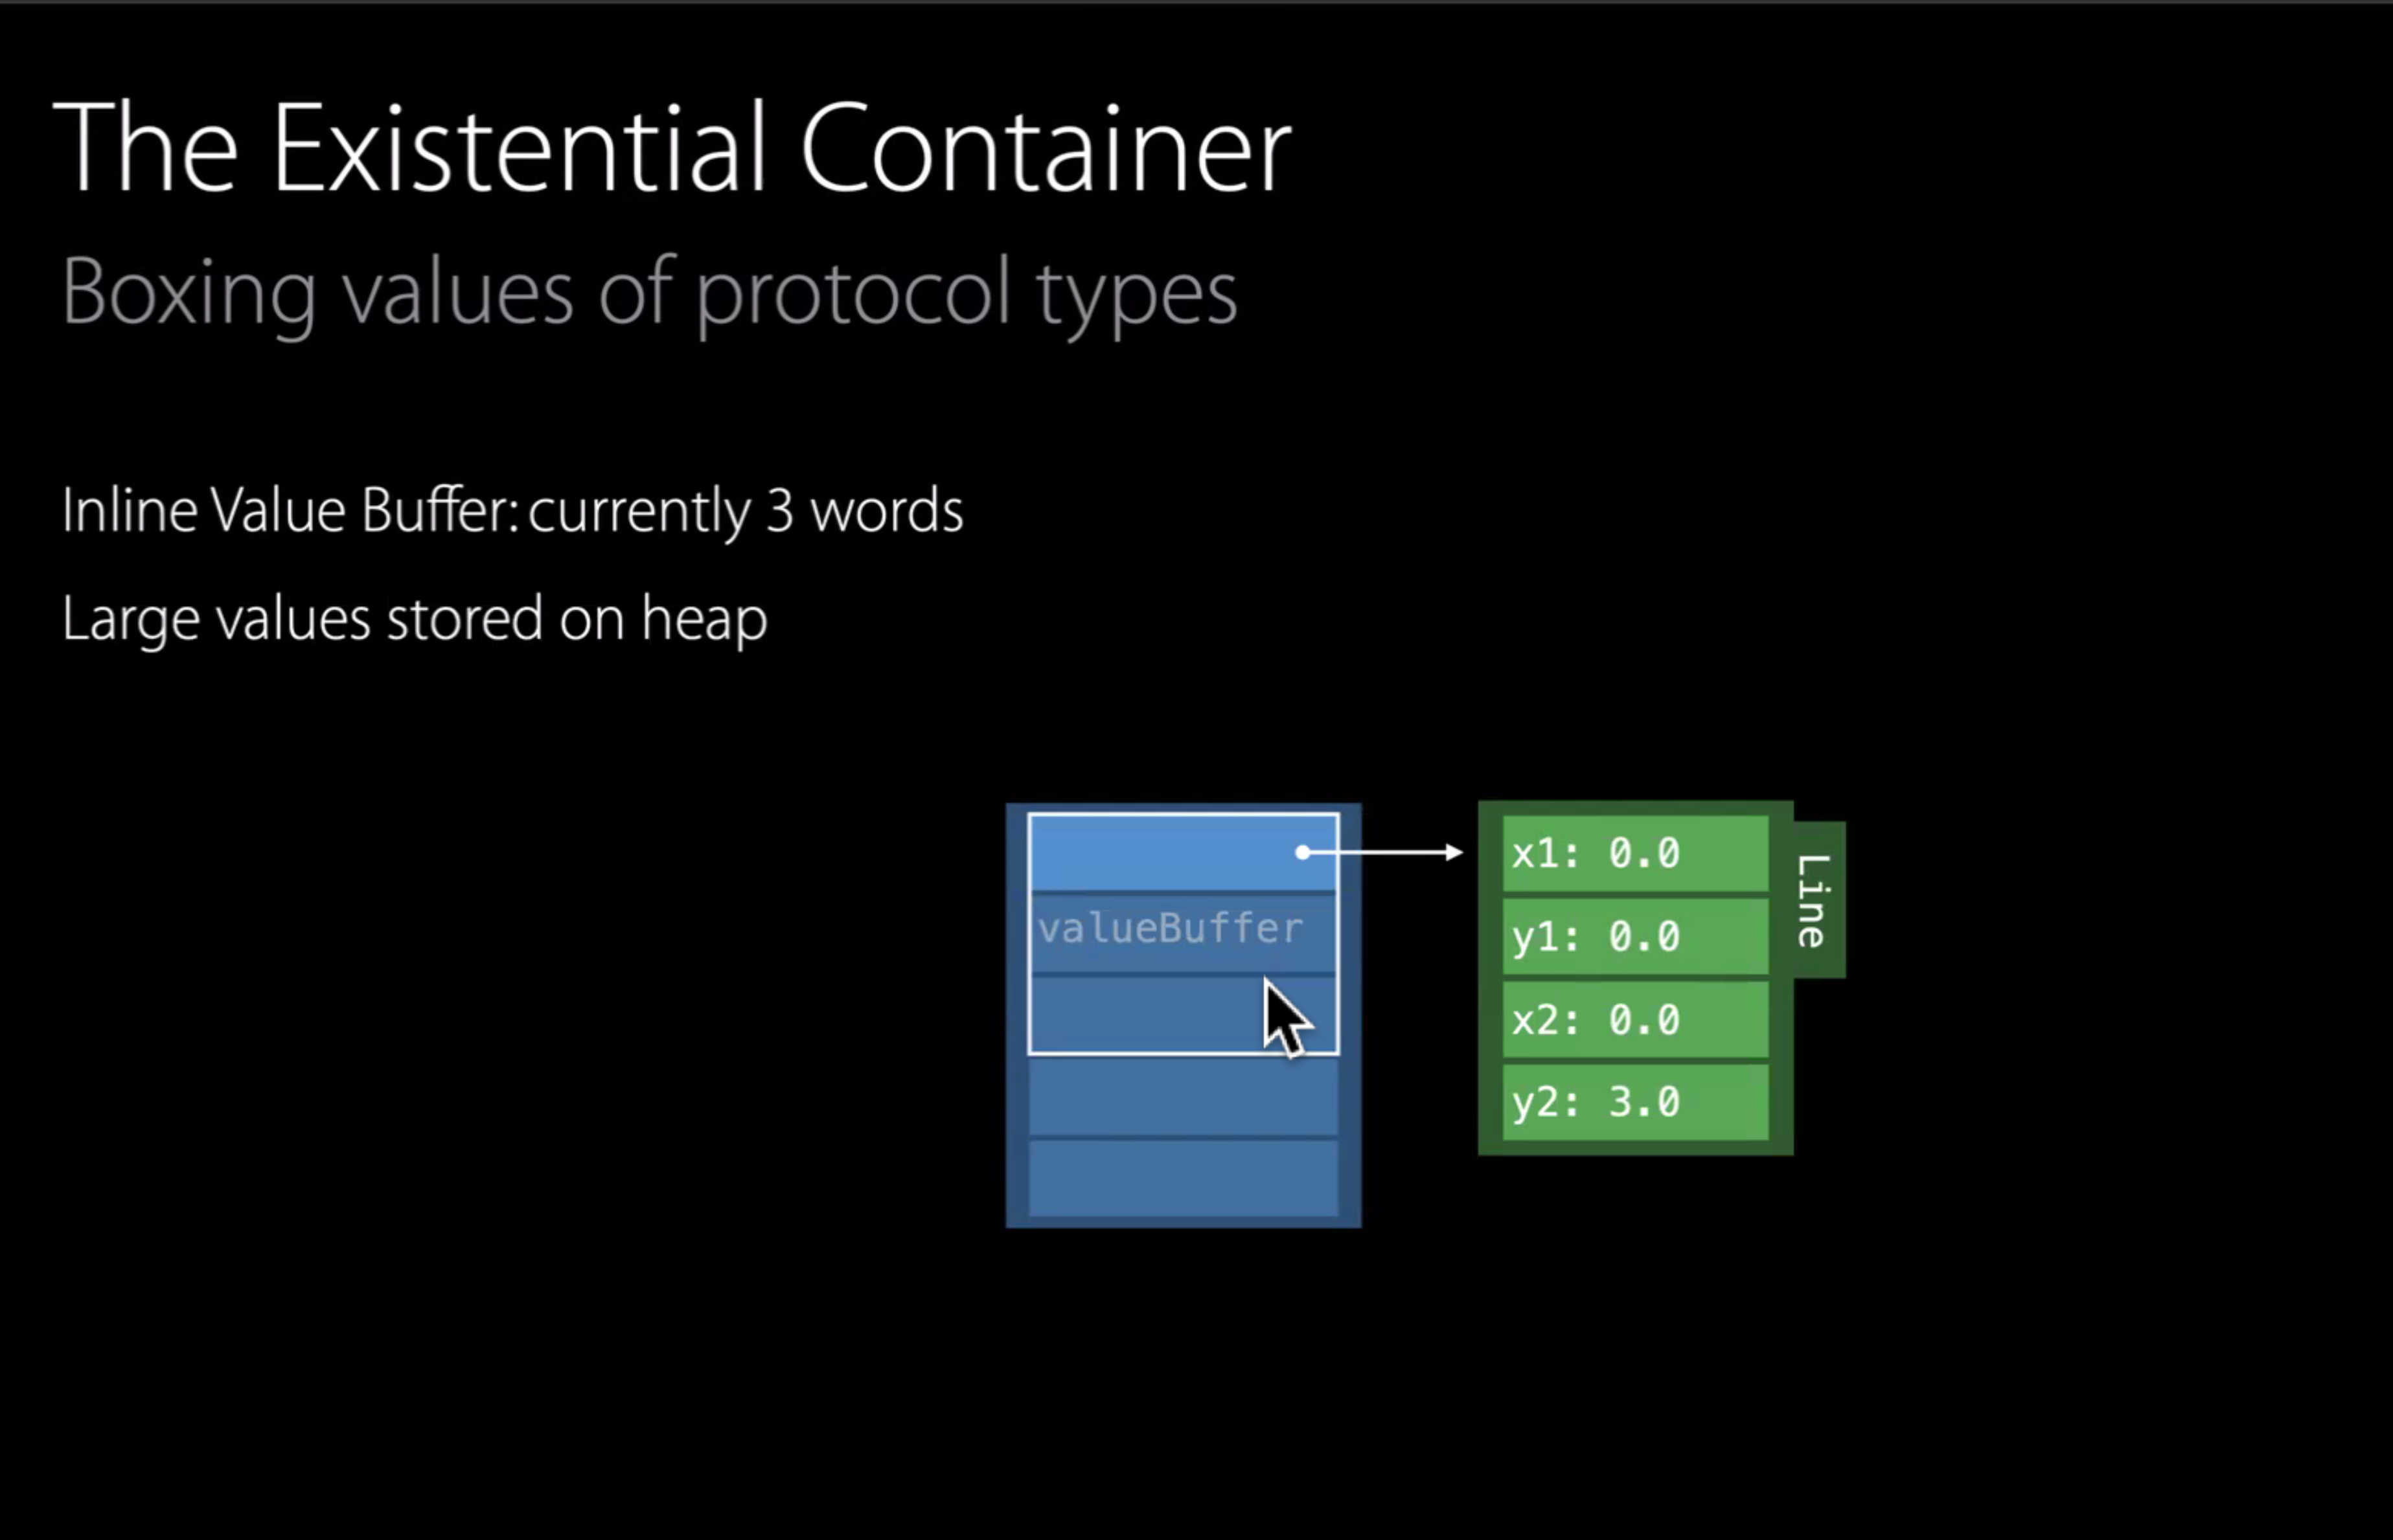 The Existential Container
Boxing values of protocol types
Inline Value Buffer: currently 3 words
Large values stored on heap
valueBuffer
x1: 0.0
y1: 0.0
x2: 0.0
y2: 3.0
Line